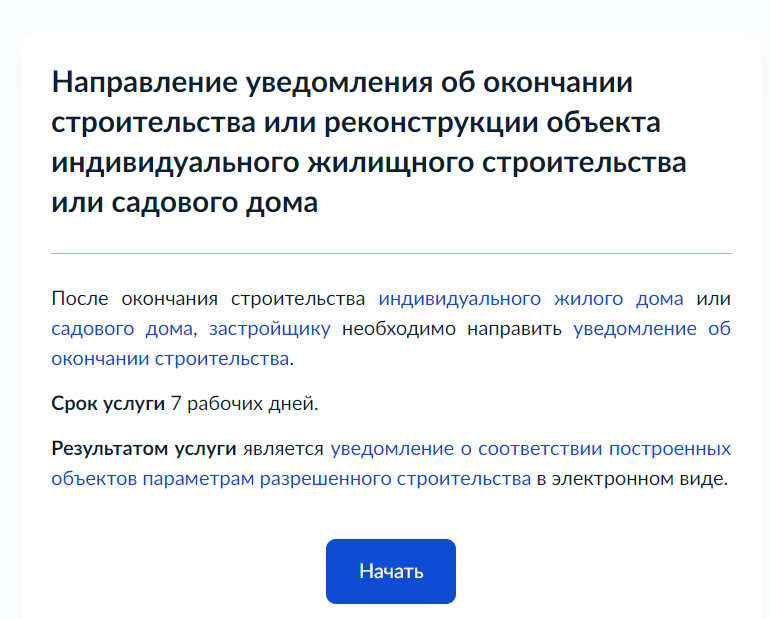 Направление уведомления об окончании
строительства или реконструкции объекта
индивидуального жилищного строительства
или садового дома
После окончания строительства индивидуального жилого дома или
садового дома, застройщику необходимо направить уведомление об
окончании строительства.
Срок услуги 7 рабочих дней.
Результатом услуги является уведомление о соответствии построенных
объектов параметрам разрешенного строительства в электронном виде.
Начать